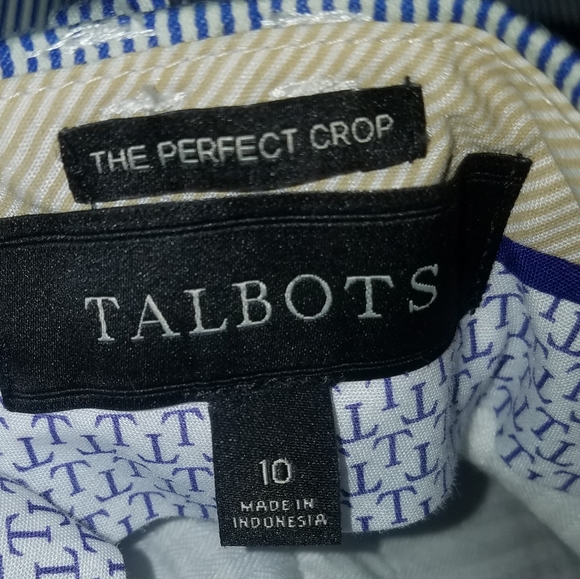 THE PERFECT CROP
TALBOTS
10
MADE IN
INDONESIA